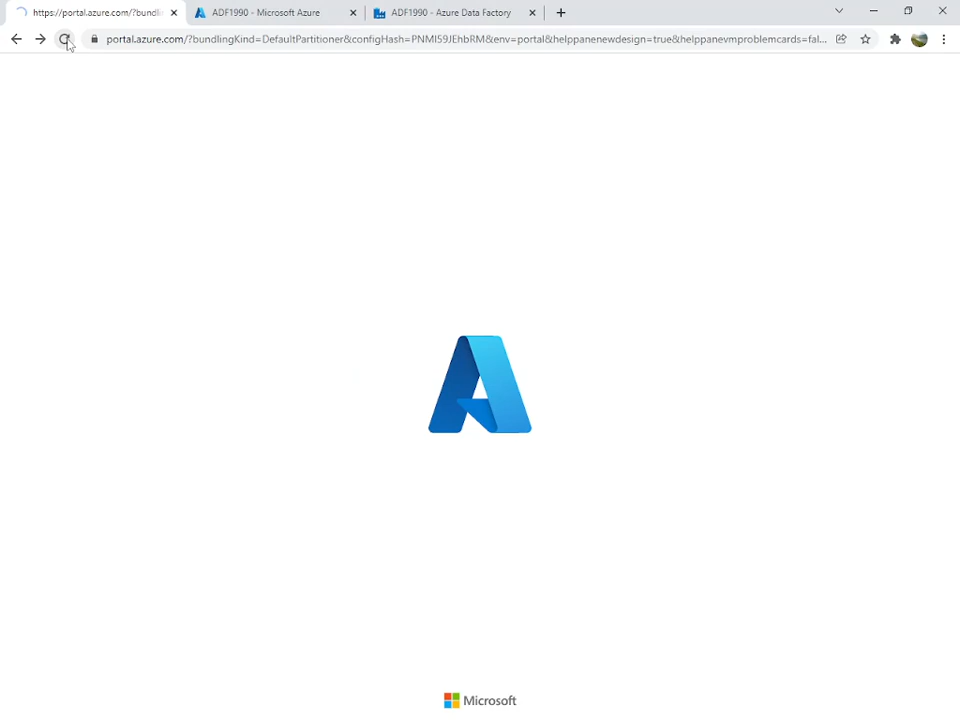 https://portal.azure.com/?bundl
ADF1990 - Microsoft Azure
ADF1990 - Azure Data Factory
portal.azure.com/?bundlingKind=DefaultPartitioner&configHash=PNMI59JEhbRM&env=portal&helppanenewdesign=true&helppanevmproblemcards=fal...
Microsoft